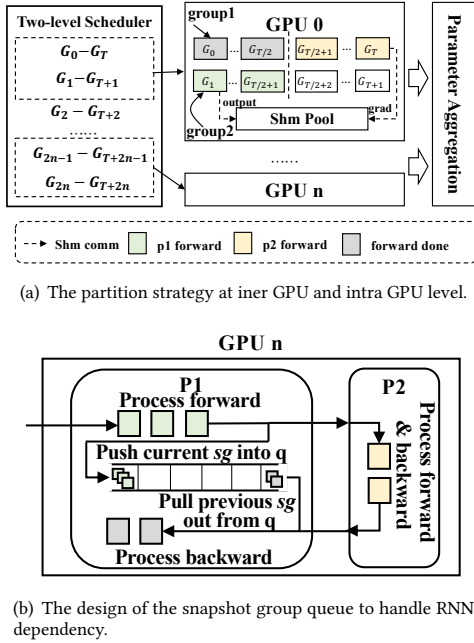 Two-level Scheduler
G0−GT
G1−GT+1
G2 − GT+2
......
G2n−1 − GT+2n−1
G2n − GT+2n
group1
GPU 0
G0 ... GT/2 GT/2+1 ... GT
G1 ... GT/2+1 GT/2+2 ... GT+1
output
grad
group2
Shm Pool
......
GPU n
Parameter Aggregation
Shm comm p1 forward p2 forward forward done
(a) The partition strategy at iner GPU and intra GPU level.
GPU n
P1
Process forward
Push current sg into q
Pull previous sg
out from q
Process backward
P2
Process forward
& backward
(b) The design of the snapshot group queue to handle RNN
dependency.